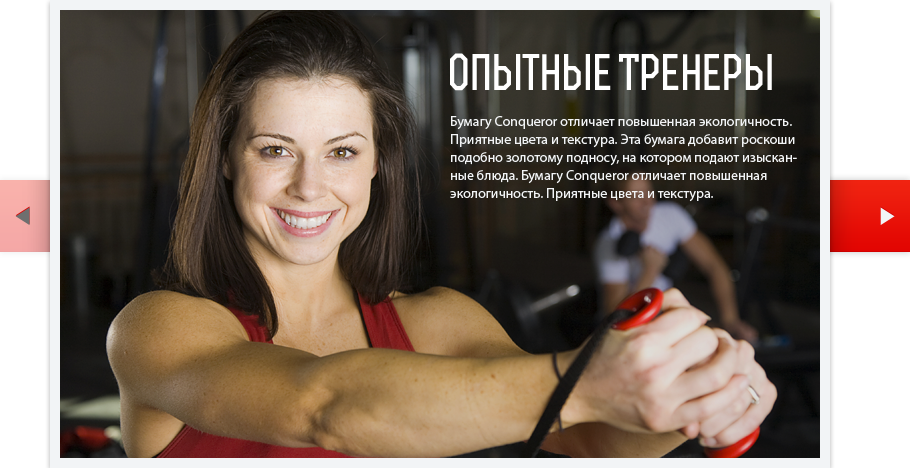 ОПЫТНЫЕ ТРЕНЕРЫ
Бумагу Conqueror отличает повышенная экологичность.
Приятные цвета и текстура. Эта бумага добавит роскоши
подобно золотому подносу, на котором подают изыскан-
ные блюда. Бумагу Conqueror отличает повышенная
экологичность. Приятные цвета и текстура.